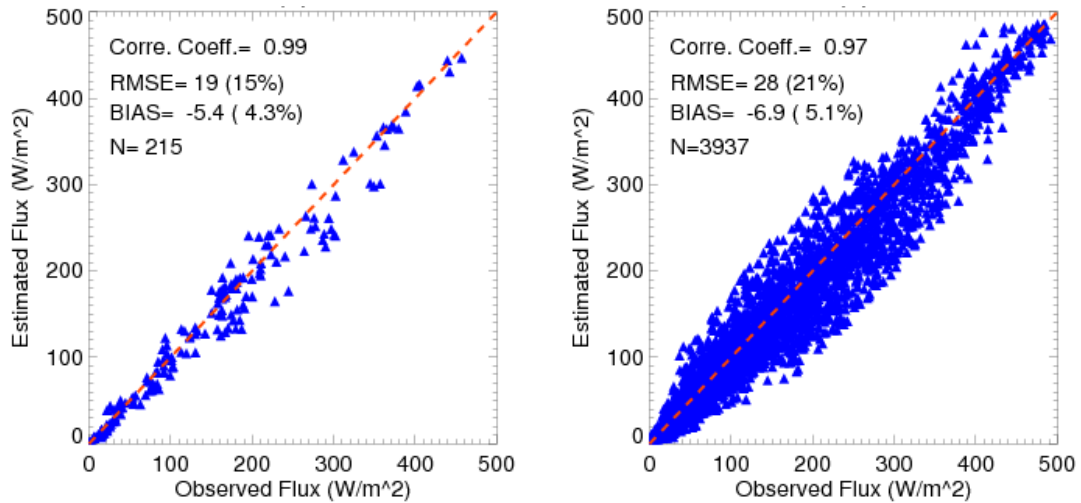 500
400
300
200
100
0
Estimated Flux (W/m^2)
Corre. Coeff.= 0.99
RMSE= 19 (15%)
BIAS= -5.4 ( 4.3%)
N= 215
0 100 200 300 400 500
Observed Flux (W/m^2)
500
400
300
200
100
0
Estimated Flux (W/m^2)
Corre. Coeff.= 0.97
RMSE= 28 (21%)
BIAS= -6.9 ( 5.1%)
N=3937
0 100 200 300 400 500
Observed Flux (W/m^2)